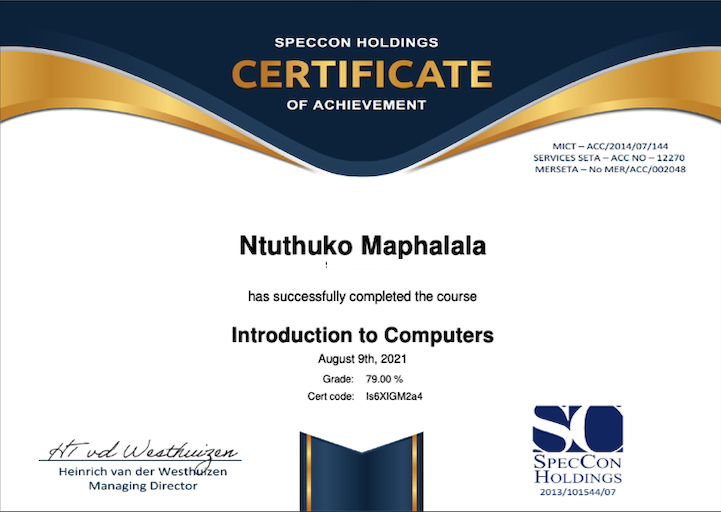 SPECCON HOLDINGS
CERTIFICATE
OF ACHIEVEMENT
MICT – ACC/2014/07/144
SERVICES SETA – ACC NO – 12270
MERSETA – No MER/ACC/002048
Ntuthuko Maphalala
has successfully completed the course
Introduction to Computers
August 9th, 2021
Grade: 79.00 %
Cert code: Is6XIGM2a4
HT vd Westhuizen
Heinrich van der Westhuizen
Managing Director
SC
SPECCON
HOLDINGS
2013/101544/07